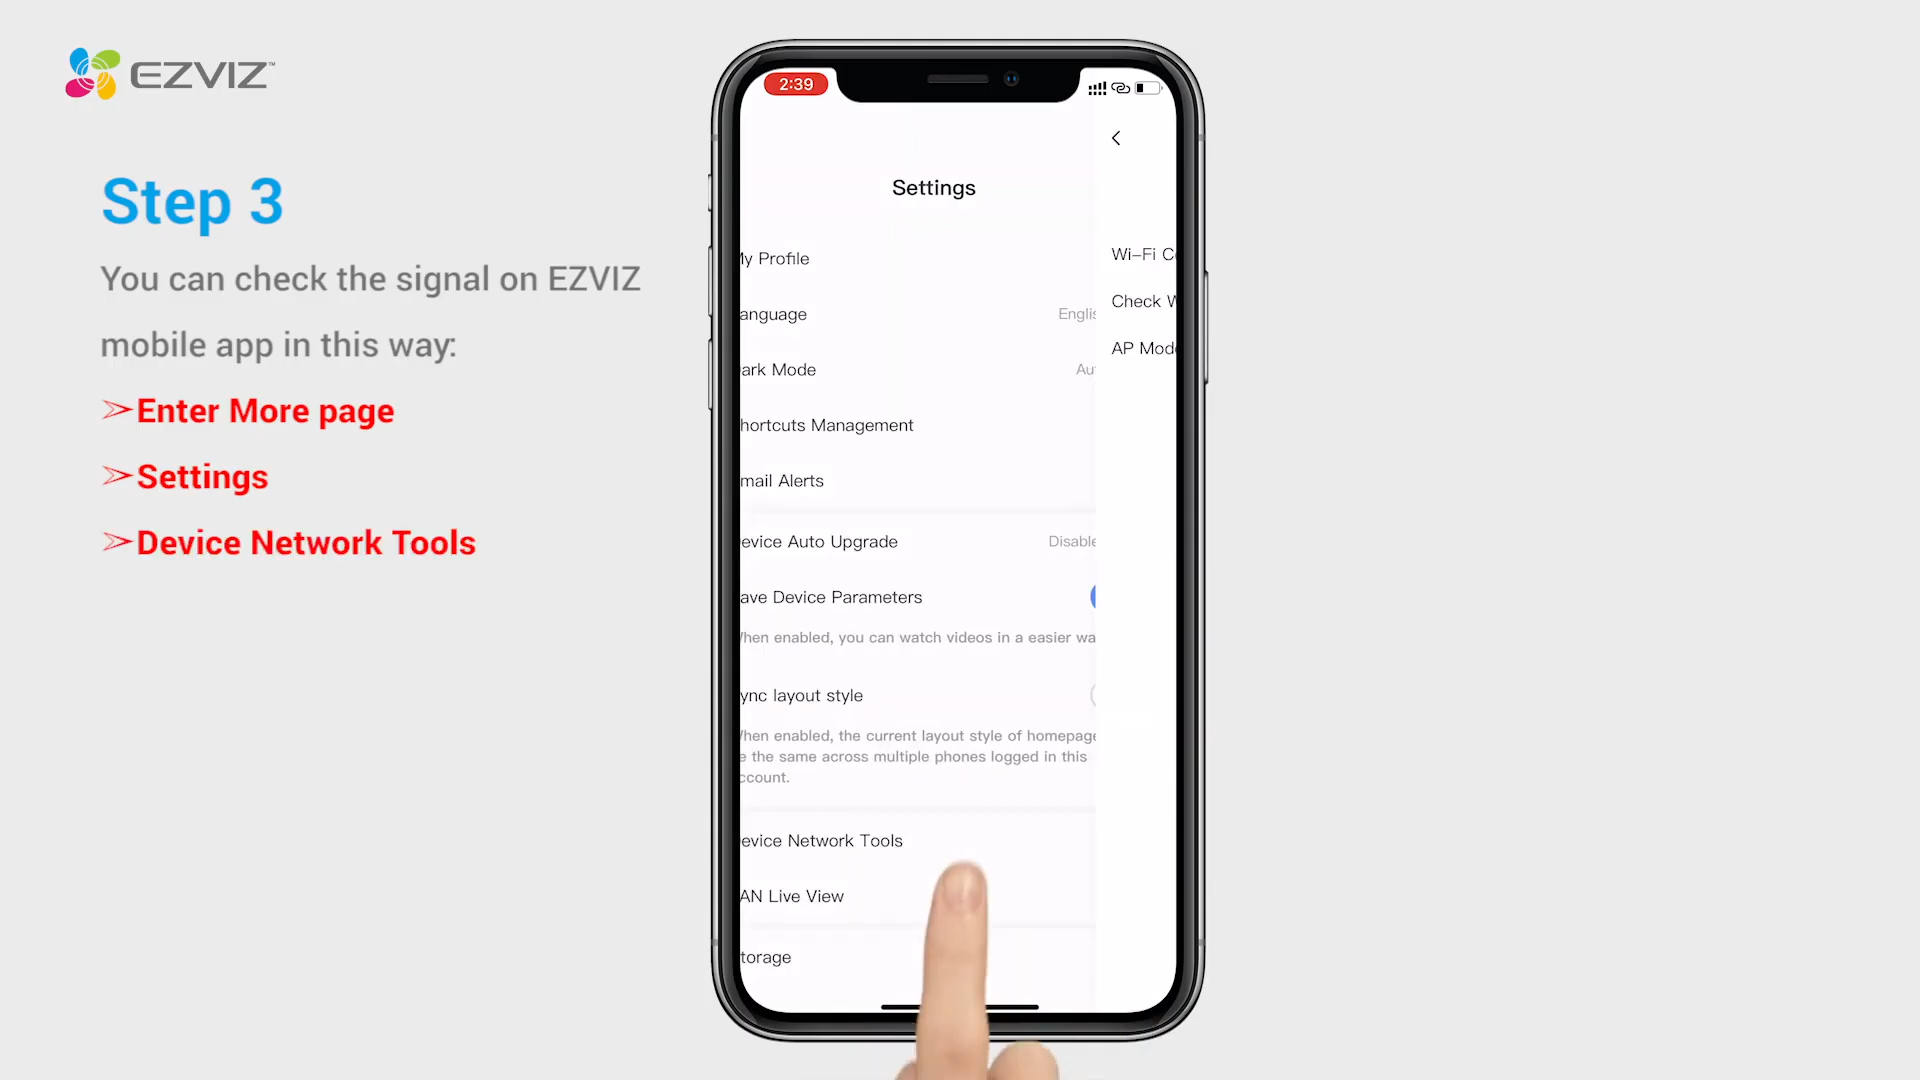 EZVIZ™
Step 3
You can check the signal on EZVIZ
mobile app in this way:
➢Enter More page
➢Settings
➢Device Network Tools
2:39
Settings
y Profile
anguage Englis
ark Mode Au
hortcuts Management
mail Alerts
evice Auto Upgrade Disable
ave Device Parameters
hen enabled, you can watch videos in a easier wa
ync layout style
hen enabled, the current layout style of homepage
e the same across multiple phones logged in this
ccount.
evice Network Tools
AN Live View
torage
Wi-Fi C
Check W
AP Mod